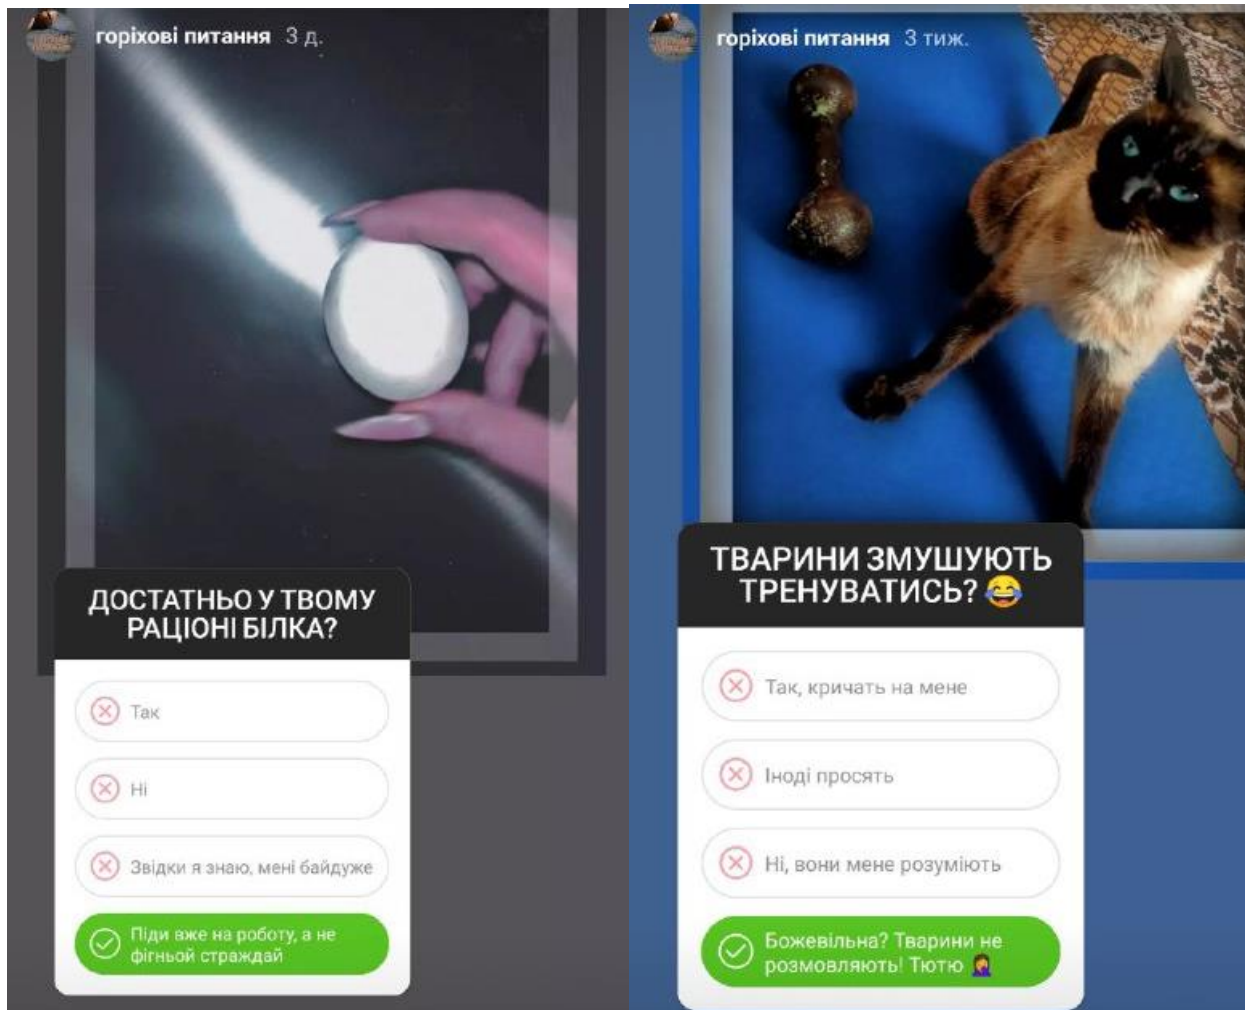 горіхові питання 3 д.
ДОСТАТНЬО У ТВОМУ
РАЦІОНІ БІЛКА?
Так
Ні
Звідки я знаю, мені байдуже
Піди вже на роботу, а не
фігньой страждай
горіхові питання 3 тиж.
ТВАРИНИ ЗМУШУЮТЬ
ТРЕНУВАТИСЬ? 😂
Так, кричать на мене
Іноді просять
Ні, вони мене розуміють
Божевільна? Тварини не
розмовляють! Тютю 🤦‍♀️